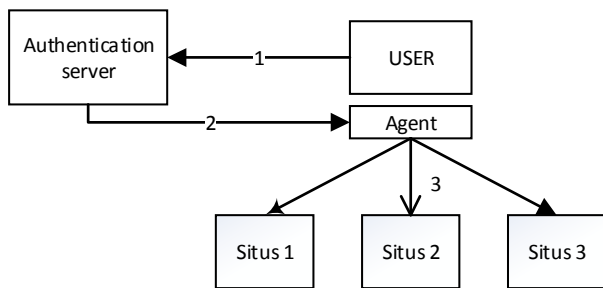 Authentication
server
1
USER
2
Agent
3
Situs 1
Situs 2
Situs 3